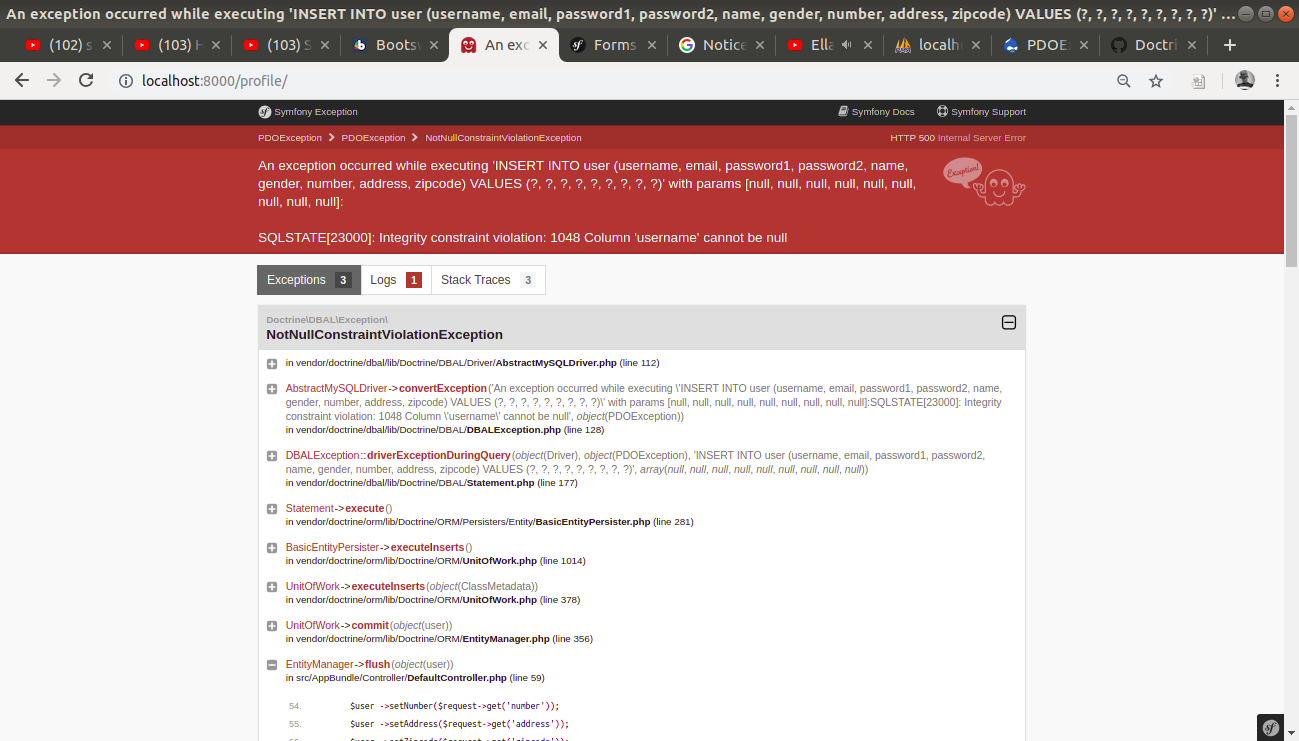 An exception occurred while executing 'INSERT INTO user (username, email, password1, password2, name, gender, number, address, zipcode) VALUES (?, ?, ?, ?, ?, ?, ?, ?, ?)' ...
(102) s
(103) H
(103) S
Bootsv
An exc
Forms
Notice
Ella
localh
PDOE
Doctri
localhost:8000/profile/
Symfony Exception
Symfony Docs
Symfony Support
PDOException
PDOException
NotNullConstraintViolationException
HTTP 500 Internal Server Error
An exception occurred while executing 'INSERT INTO user (username, email, password1, password2, name,
gender, number, address, zipcode) VALUES (?, ?, ?, ?, ?, ?, ?, ?, ?)' with params [null, null, null, null, null, null,
null, null, null]:
Exception!
SQLSTATE[23000]: Integrity constraint violation: 1048 Column 'username' cannot be null
Exceptions 3
Logs 1
Stack Traces 3
Doctrine\DBAL\Exception\
NotNullConstraintViolationException
in vendor/doctrine/dbal/lib/Doctrine/DBAL/Driver/AbstractMySQLDriver.php (line 112)
AbstractMySQLDriver->convertException('An exception occurred while executing \'INSERT INTO user (username, email, password1, password2, name,
gender, number, address, zipcode) VALUES (?, ?, ?, ?, ?, ?, ?, ?, ?)\' with params [null, null, null, null, null, null, null, null, null]:SQLSTATE[23000]: Integrity
constraint violation: 1048 Column \'username\' cannot be null', object(PDOException))
in vendor/doctrine/dbal/lib/Doctrine/DBAL/DBALException.php (line 128)
DBALException::driverExceptionDuringQuery(object(Driver), object(PDOException), 'INSERT INTO user (username, email, password1, password2,
name, gender, number, address, zipcode) VALUES (?, ?, ?, ?, ?, ?, ?, ?, ?)', array(null, null, null, null, null, null, null, null, null))
in vendor/doctrine/dbal/lib/Doctrine/DBAL/Statement.php (line 177)
Statement->execute()
in vendor/doctrine/orm/lib/Doctrine/ORM/Persisters/Entity/BasicEntityPersister.php (line 281)
BasicEntityPersister->executeInserts()
in vendor/doctrine/orm/lib/Doctrine/ORM/UnitOfWork.php (line 1014)
UnitOfWork->executeInserts(object(ClassMetadata))
in vendor/doctrine/orm/lib/Doctrine/ORM/UnitOfWork.php (line 378)
UnitOfWork->commit(object(user))
in vendor/doctrine/orm/lib/Doctrine/ORM/EntityManager.php (line 356)
EntityManager->flush(object(user))
in src/AppBundle/Controller/DefaultController.php (line 59)
54. $user ->setNumber($request->get('number'));
55. $user ->setAddress($request->get('address'));